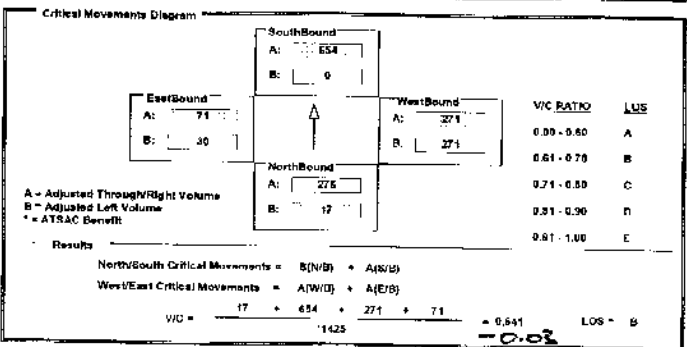 Critical Movements Diagram
SouthBound
A: 654
B: 0
EastBound
A: 71
B: 30
WestBound
A: 271
B: 271
NorthBound
A: 276
B: 17
V/C RATIO LOS
0.00 - 0.60 A
0.61 - 0.70 B
0.71 - 0.80 C
0.81 - 0.90 D
0.91 - 1.00 E
A = Adjusted Through/Right Volume
B = Adjusted Left Volume
* = ATSAC Benefit
Results
North/South Critical Movements = B(N/B) + A(S/B)
West/East Critical Movements = A(W/B) + A(E/B)
V/C = 17 + 654 + 271 + 71
*1425
= 0.641 LOS = B
-0.02